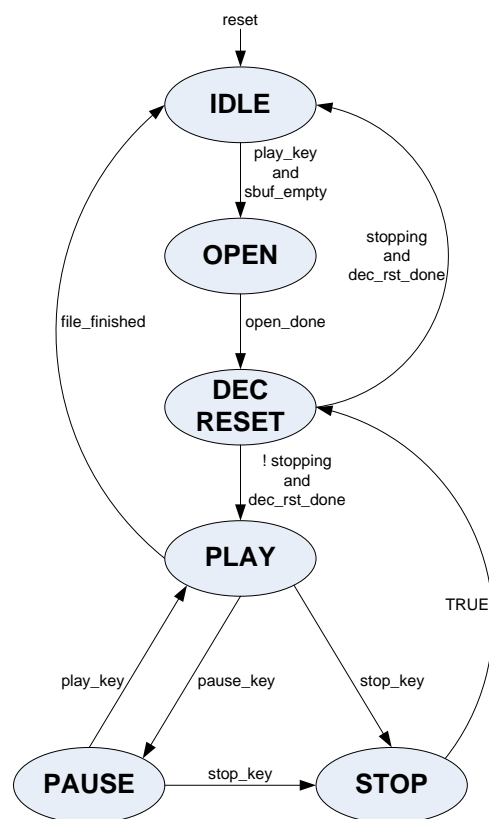 reset
IDLE
play_key
and
sbuf_empty
OPEN
stopping
and
dec_rst_done
file_finished
open_done
DEC
RESET
! stopping
and
dec_rst_done
PLAY
TRUE
play_key
pause_key
stop_key
PAUSE
stop_key
STOP